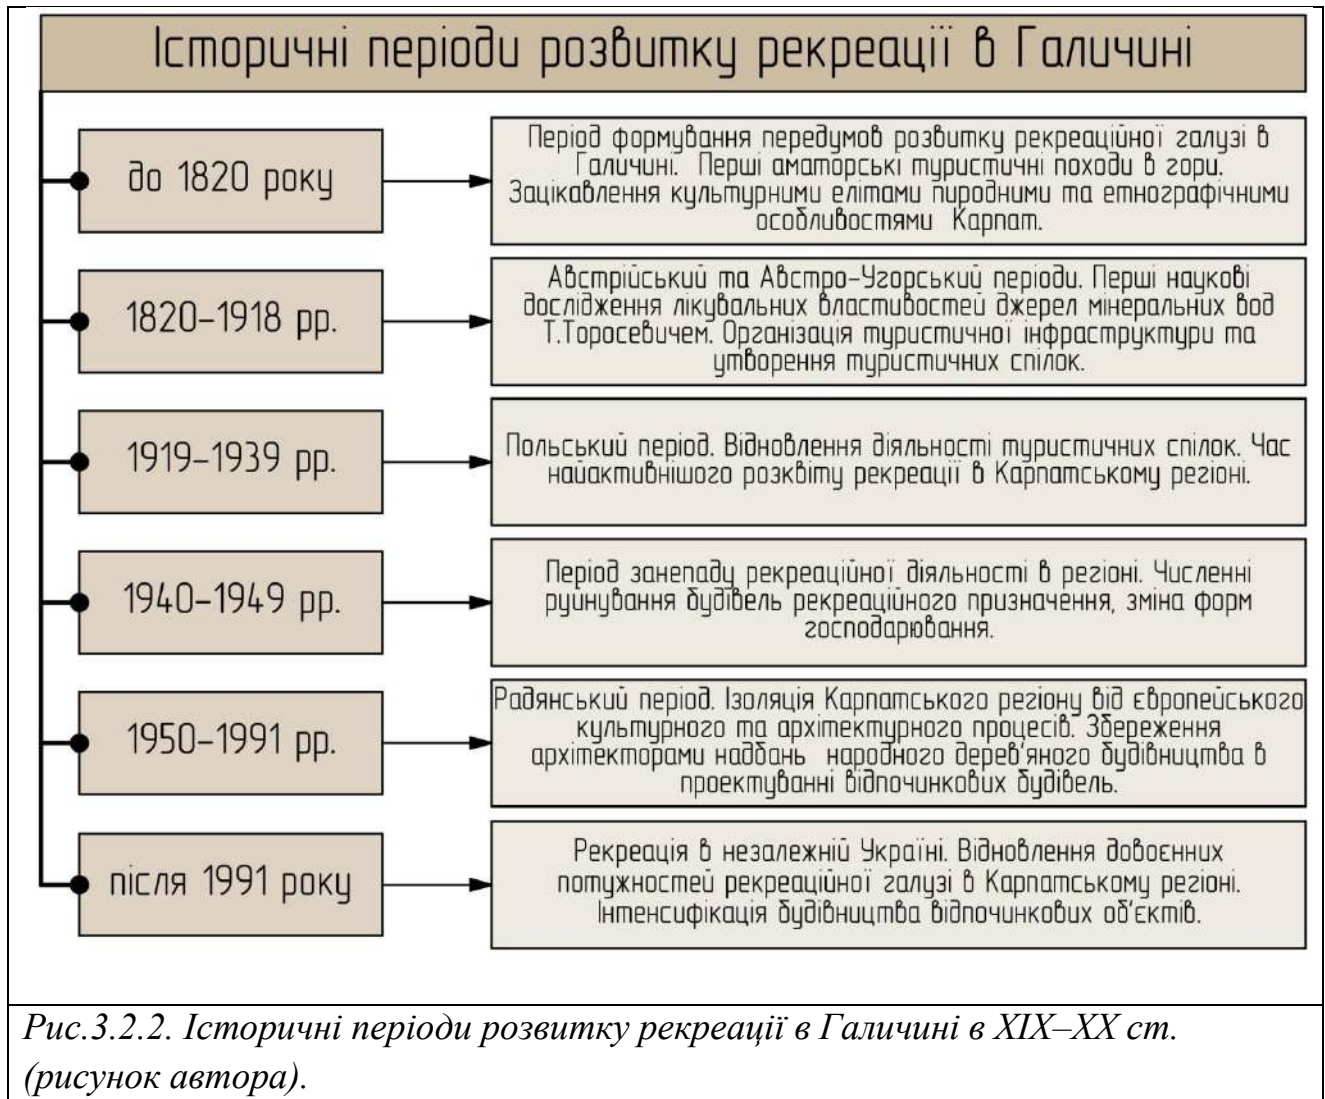 Історичні періоди розвитку рекреації в Галичині
до 1820 року
Період формування передумов розвитку рекреаційної галузі в
Галичині. Перші аматорські туристичні походи в гори.
Зацікавлення культурними елітами пиродними та етнографічними
особливостями Карпат.
1820–1918 рр.
Австрійський та Австро-Угорський періоди. Перші наукові
дослідження лікувальних властивостей джерел мінеральних вод
Т.Торосевичем. Організація туристичної інфраструктури та
утворення туристичних спілок.
1919–1939 рр.
Польський період. Відновлення діяльності туристичних спілок. Час
найактивнішого розквіту рекреації в Карпатському регіоні.
1940–1949 рр.
Період занепаду рекреаційної діяльності в регіоні. Численні
руйнування будівель рекреаційного призначення, зміна форм
господарювання.
1950–1991 рр.
Радянський період. Ізоляція Карпатського регіону від європейського
культурного та архітектурного процесів. Збереження
архітекторами надбань народного дерев'яного будівництва в
проектуванні відпочинкових будівель.
після 1991 року
Рекреація в незалежній Україні. Відновлення довоєнних
потужностей рекреаційної галузі в Карпатському регіоні.
Інтенсифікація будівництва відпочинкових об'єктів.
Рис.3.2.2. Історичні періоди розвитку рекреації в Галичині в XIX–XX ст.
(рисунок автора).